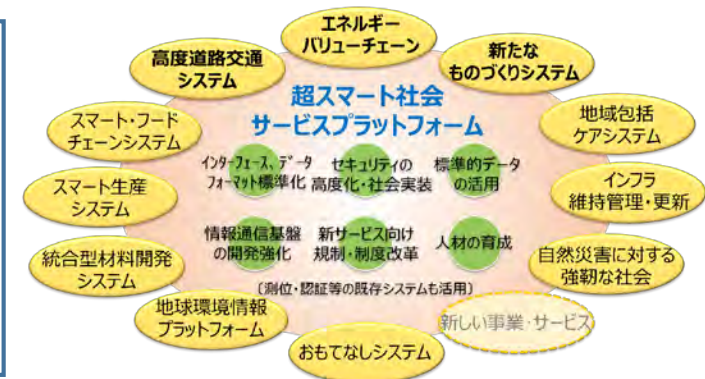 エネルギー
バリューチェーン
高度道路交通
システム
新たな
ものづくりシステム
超スマート社会
サービスプラットフォーム
スマート・フード
チェーンシステム
地域包括
ケアシステム
インターフェース、データ
フォーマット標準化
セキュリティの
高度化・社会実装
標準的データ
の活用
スマート生産
システム
インフラ
維持管理・更新
情報通信基盤
の開発強化
新サービス向け
規制・制度改革
人材の育成
統合型材料開発
システム
自然災害に対する
強靭な社会
〔測位・認証等の既存システムも活用〕
地球環境情報
プラットフォーム
新しい事業・サービス
おもてなしシステム